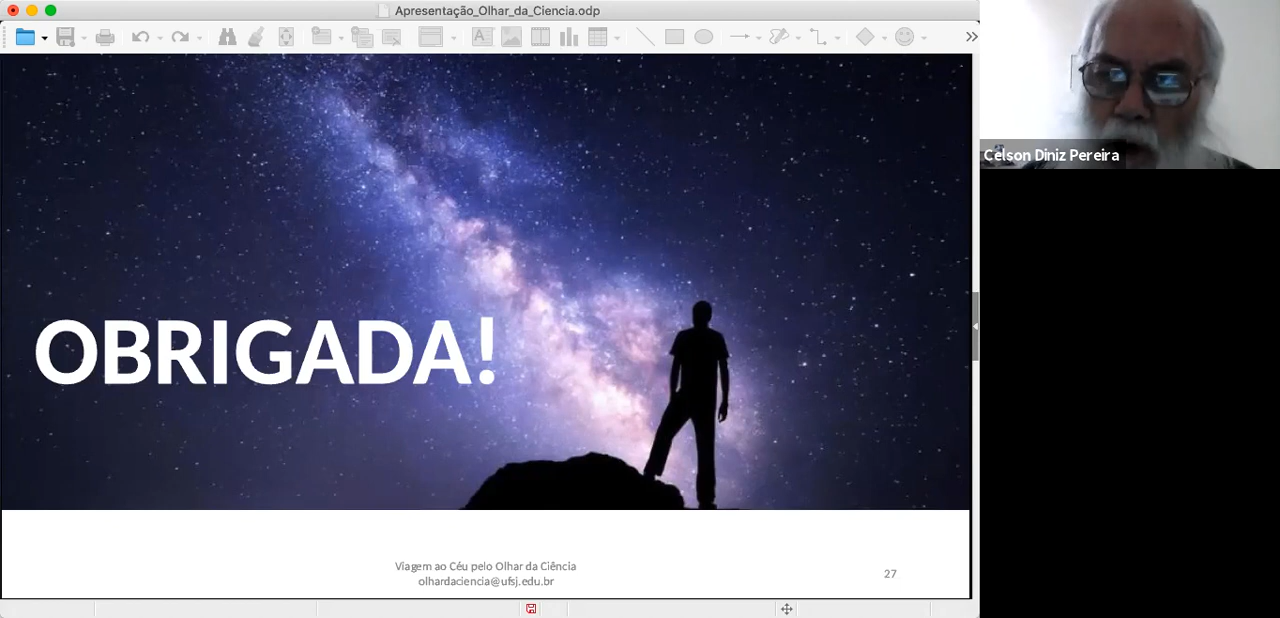 Apresentação_Olhar_da_Ciencia.odp
Celson Diniz Pereira
OBRIGADA!
Viagem ao Céu pelo Olhar da Ciência
olhardaciencia@ufsj.edu.br
27